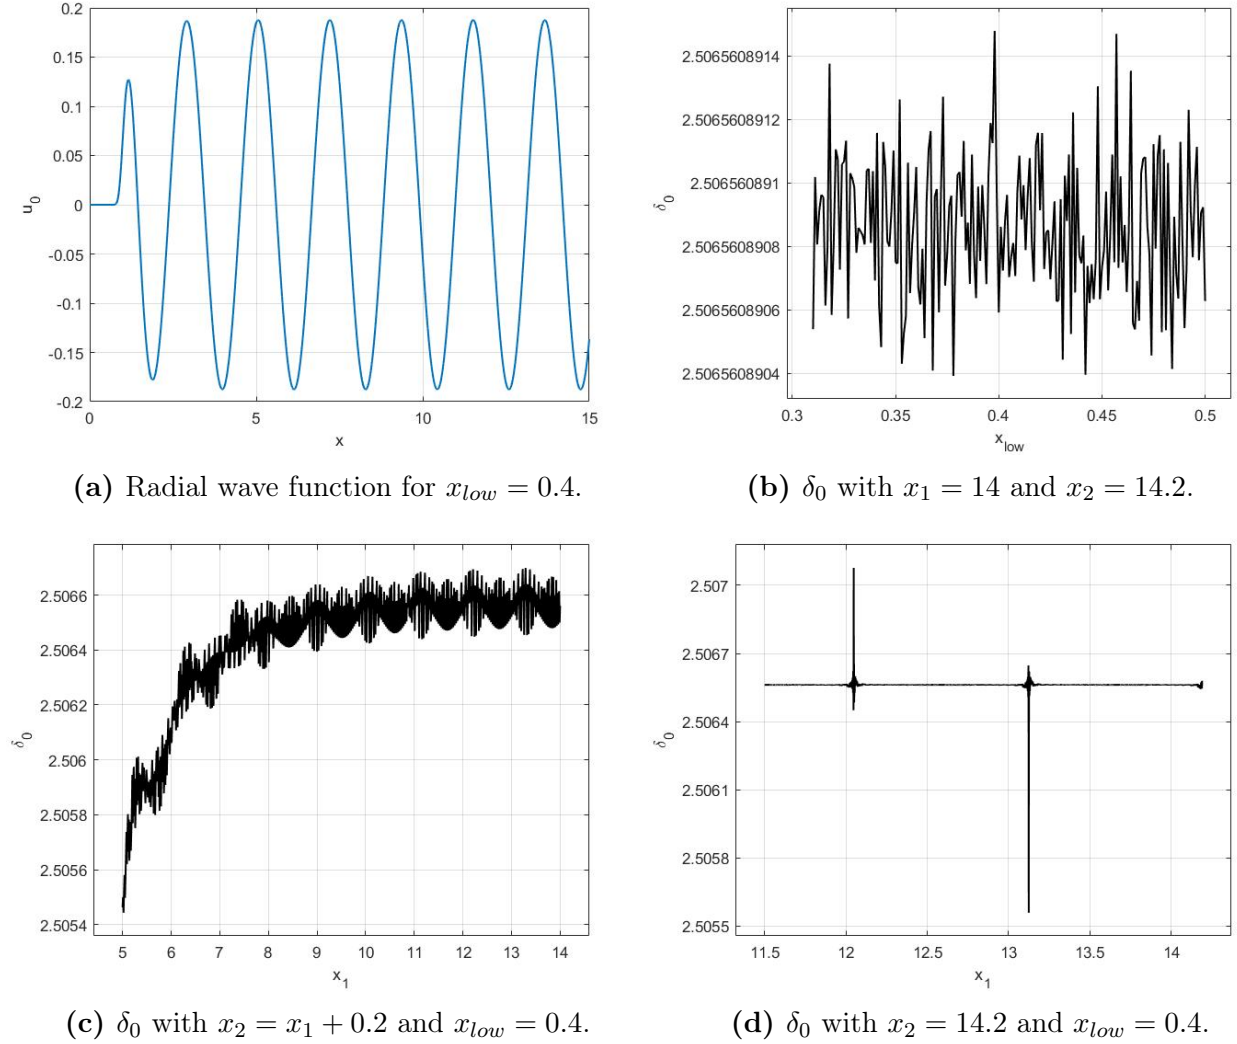 0.2
0.15
0.1
0.05
0
-0.05
-0.1
-0.15
-0.2
u₀
0 5 10 15
x
(a) Radial wave function for x_low = 0.4.
2.5065608914
2.5065608912
2.506560891
2.5065608908
2.5065608906
2.5065608904
δ₀
0.3 0.35 0.4 0.45 0.5
x_low
(b) δ₀ with x₁ = 14 and x₂ = 14.2.
2.5066
2.5064
2.5062
2.506
2.5058
2.5056
2.5054
δ₀
5 6 7 8 9 10 11 12 13 14
x₁
(c) δ₀ with x₂ = x₁ + 0.2 and x_low = 0.4.
2.507
2.5067
2.5064
2.5061
2.5058
2.5055
δ₀
11.5 12 12.5 13 13.5 14
x₁
(d) δ₀ with x₂ = 14.2 and x_low = 0.4.